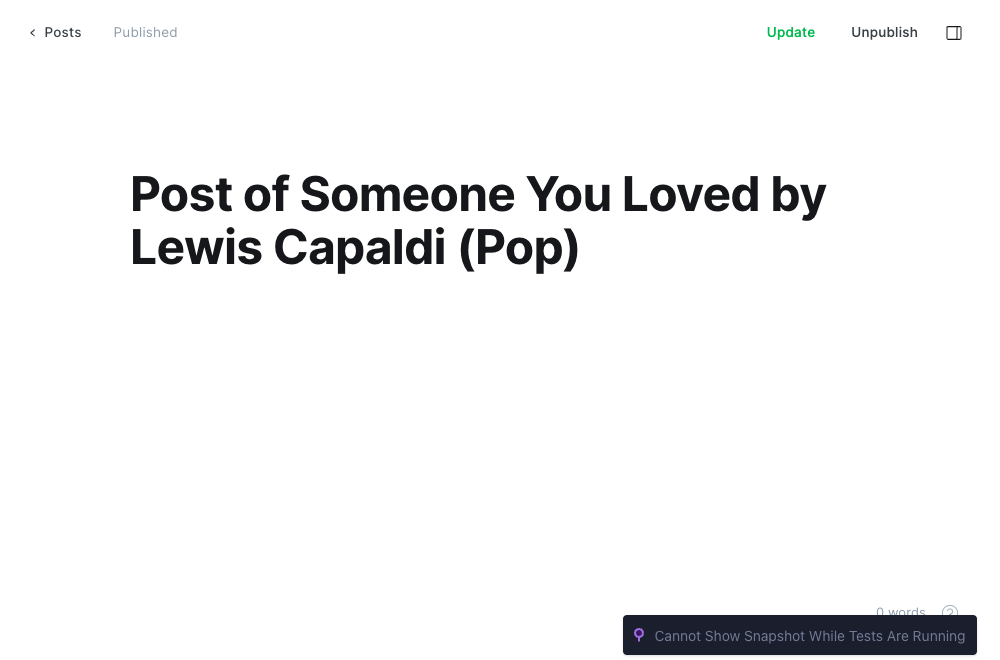 Posts
Published
Update
Unpublish
Post of Someone You Loved by
Lewis Capaldi (Pop)
0 words
?
Cannot Show Snapshot While Tests Are Running